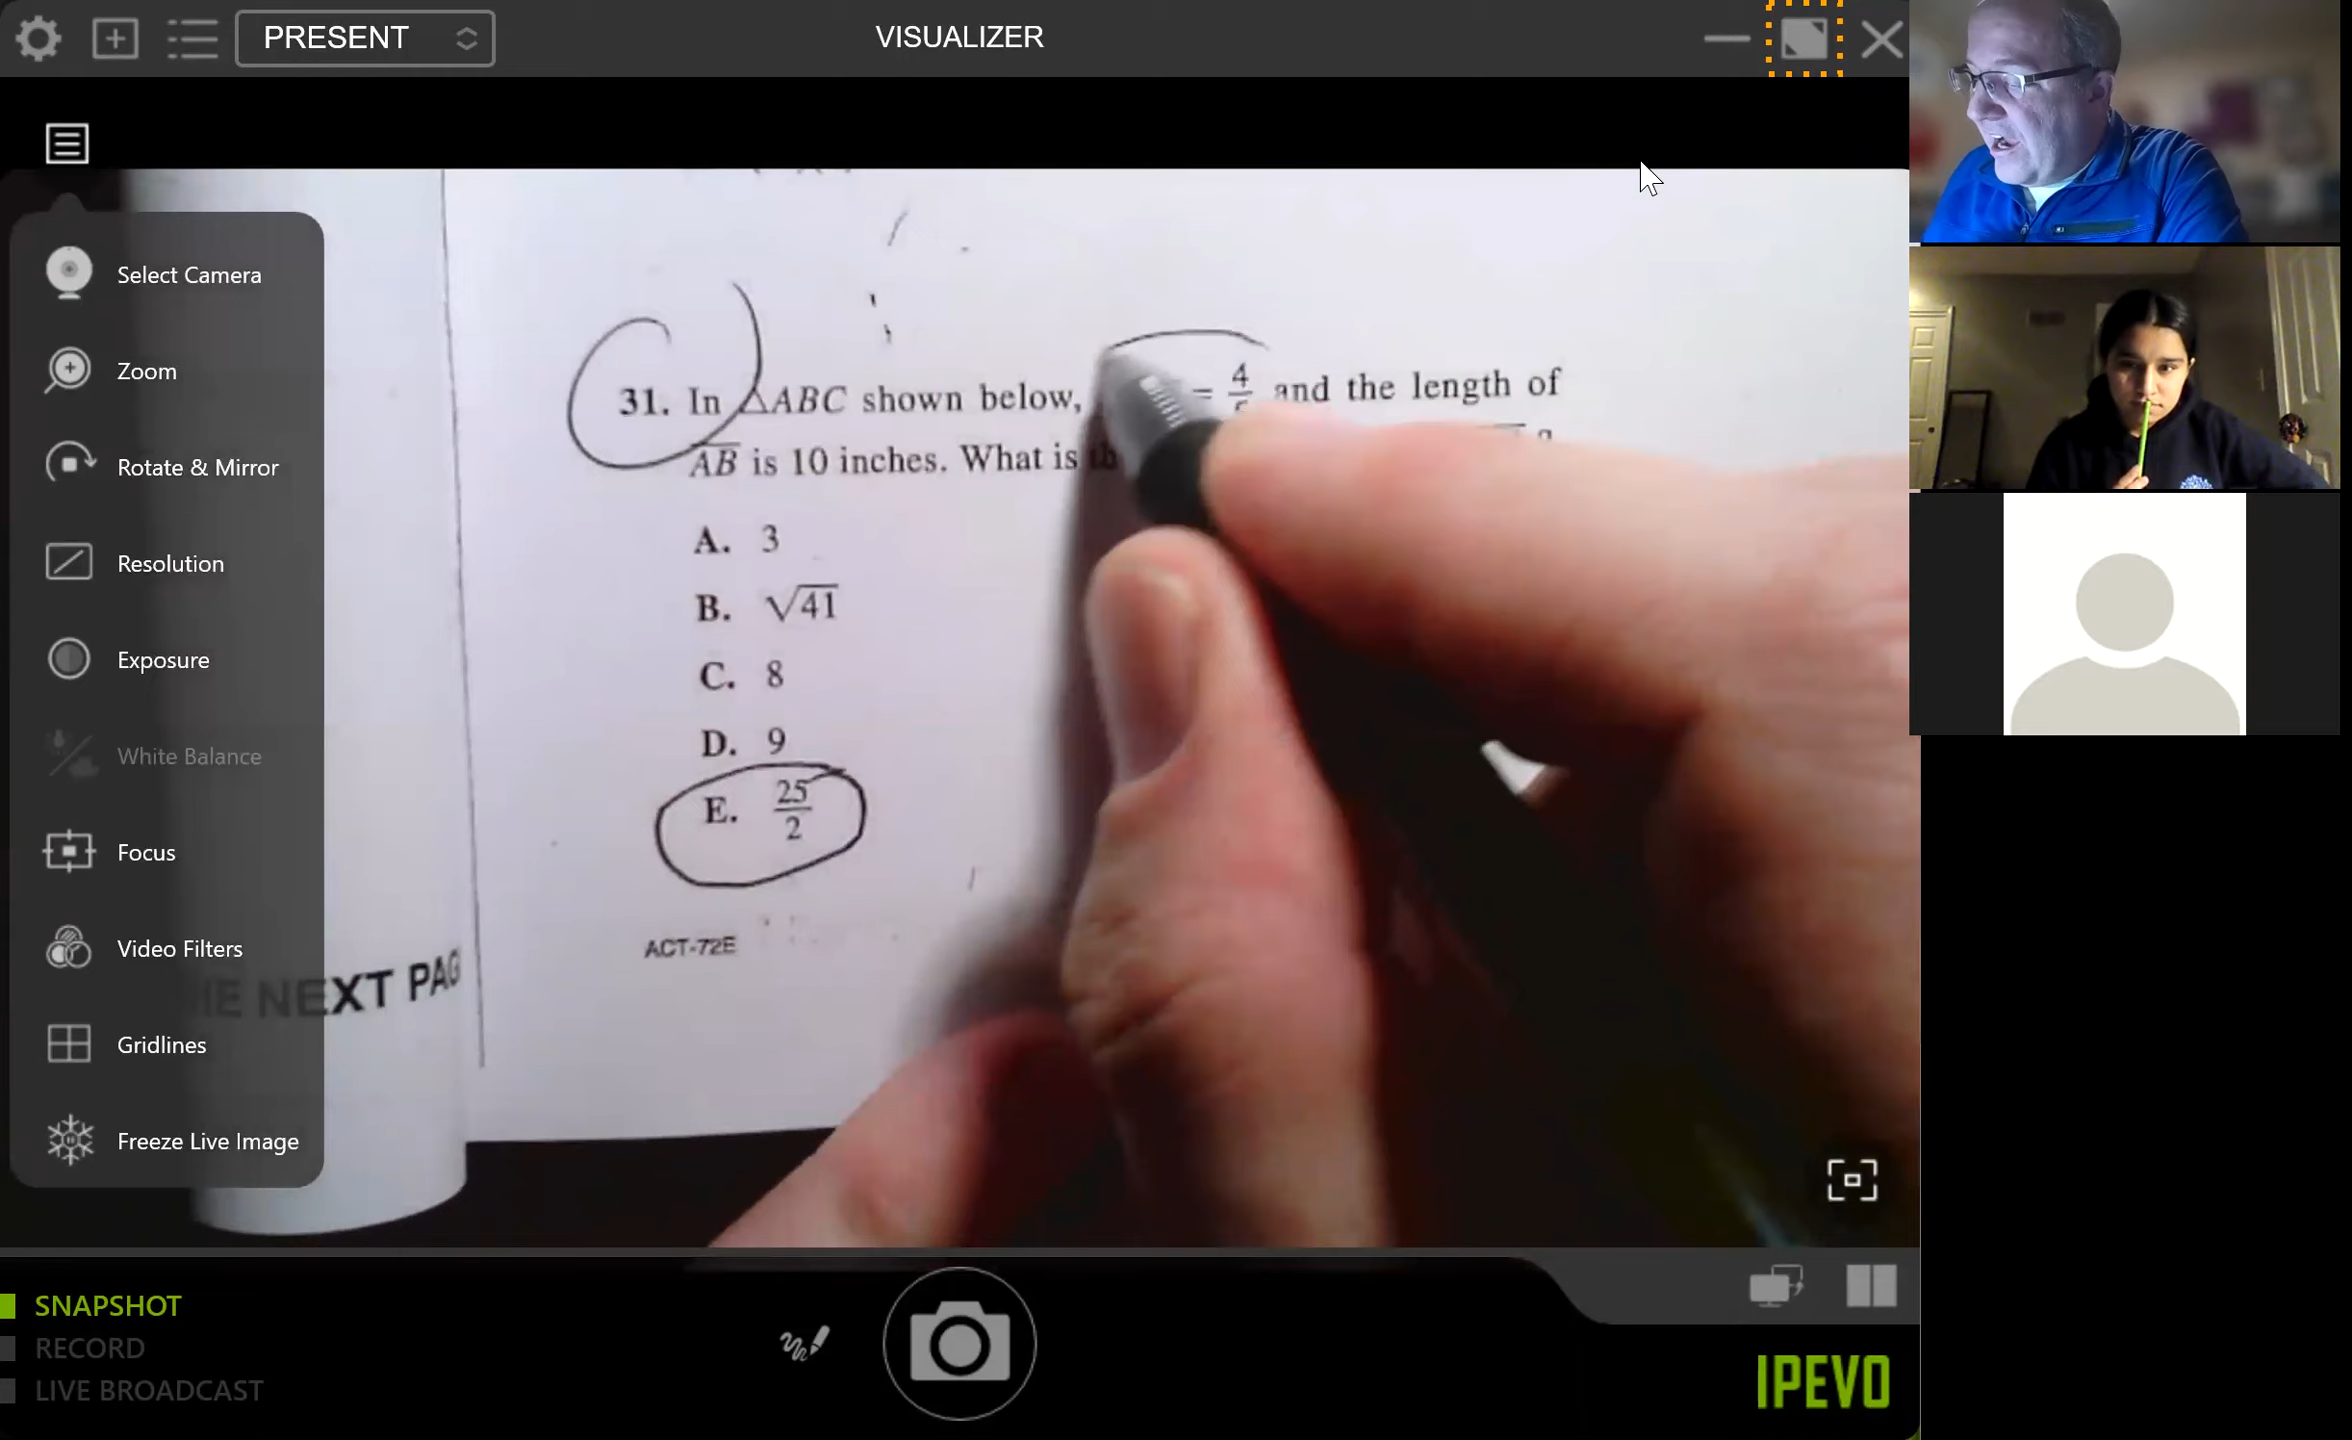 PRESENT
VISUALIZER
Select Camera
Zoom
Rotate & Mirror
Resolution
Exposure
White Balance
Focus
Video Filters
Gridlines
Freeze Live Image
31. In △ABC shown below, = 4 and the length of
AB is 10 inches. What is
A. 3
B. √41
C. 8
D. 9
E. 25/2
ACT-72E
NEXT
SNAPSHOT
RECORD
LIVE BROADCAST
IPEVO